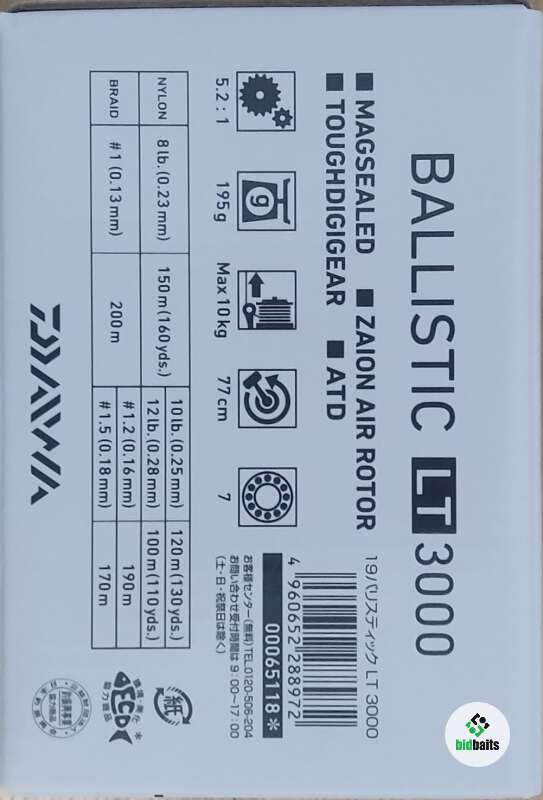 BALLISTIC LT 3000
■ MAGSEALED ■ ZAION AIR ROTOR
■ TOUGHDIGIGEAR ■ ATD
5.2:1
g
195g
Max10kg
77cm
7
NYLON
8lb.(0.23mm)
150m(160yds.)
10lb.(0.25mm)
120m(130yds.)
12lb.(0.28mm)
100m(110yds.)
BRAID
#1(0.13mm)
200m
#1.2(0.16mm)
190m
#1.5(0.18mm)
170m
DAIWA
19バリスティック LT 3000
4 960652 288972
00065118*
お客様センター(無料)TEL.0120-506-204
お問い合わせ受付時間は9:00~17:00
(土・日・祝祭日は除く)
紙
ECO
bidbaits